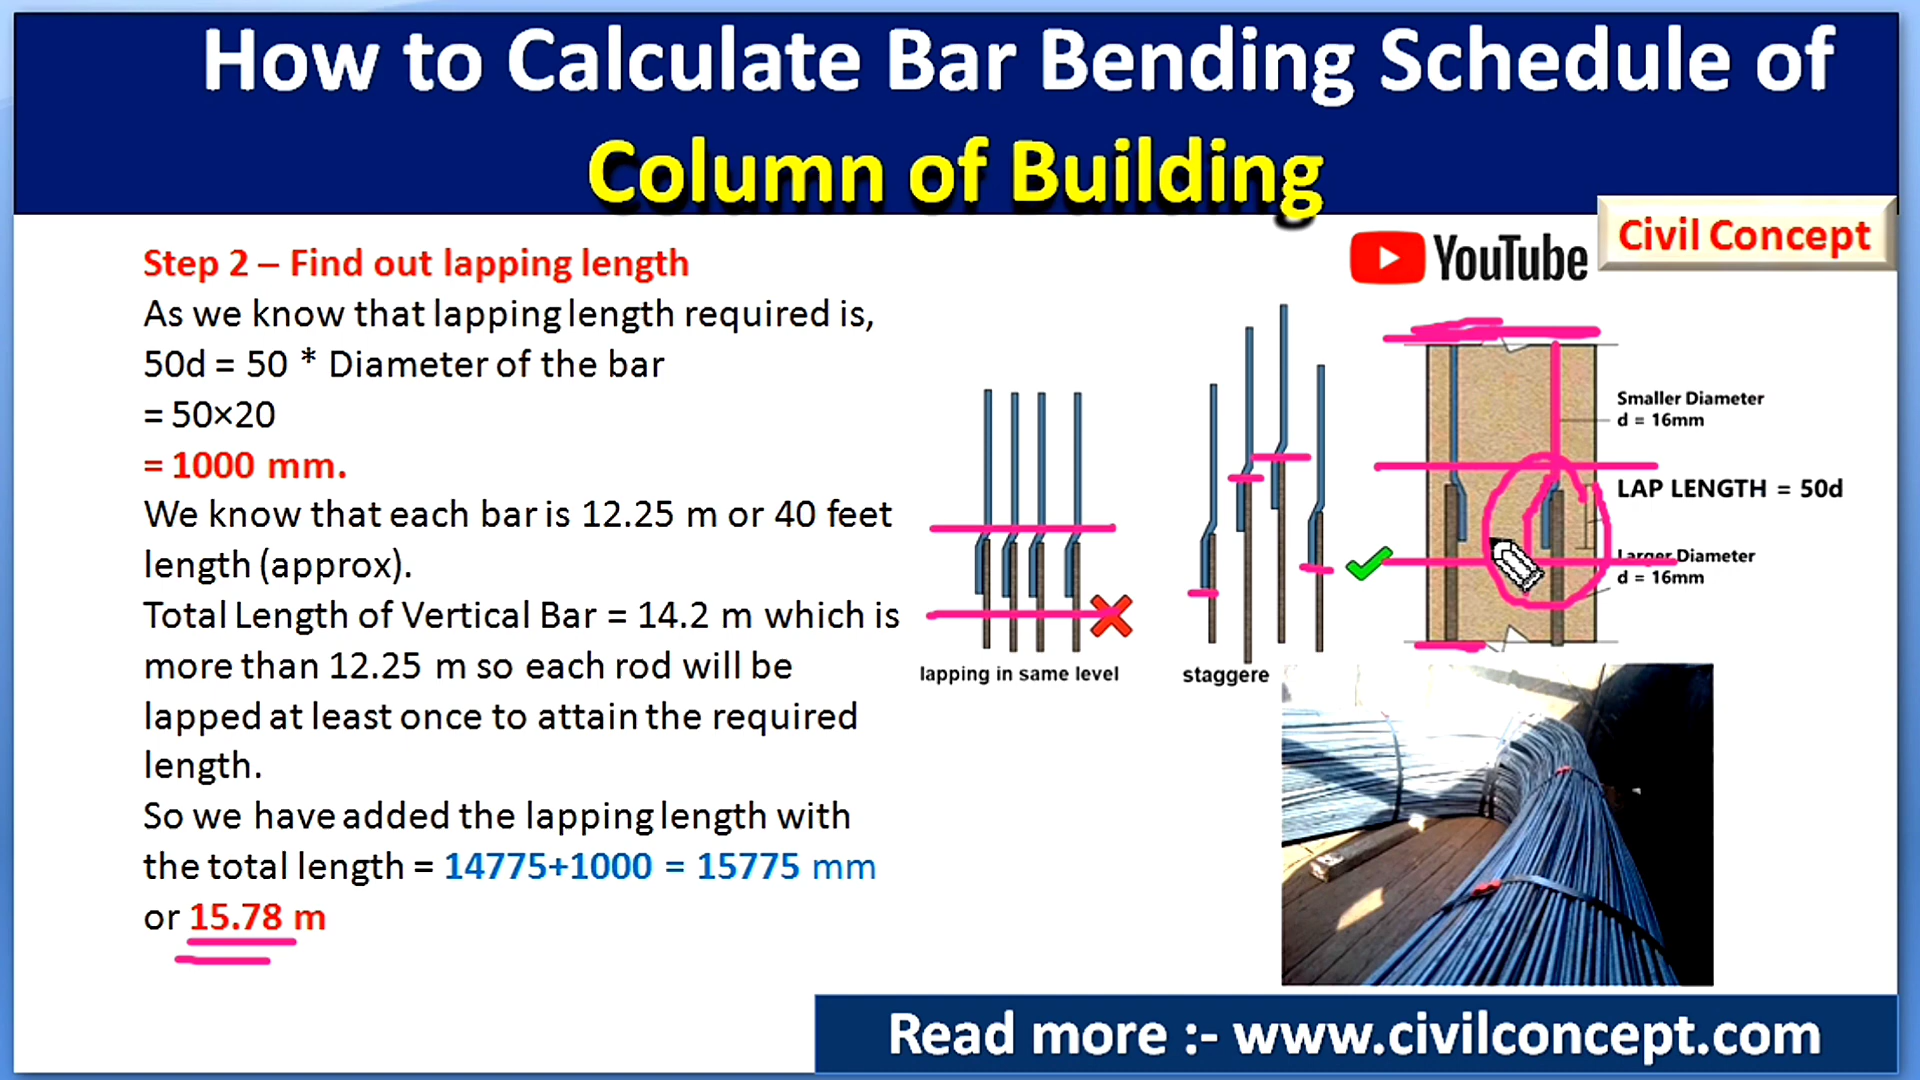 How to Calculate Bar Bending Schedule of
Column of Building
Civil Concept
YouTube
Step 2 – Find out lapping length
As we know that lapping length required is,
50d = 50 * Diameter of the bar
= 50×20
= 1000 mm.
We know that each bar is 12.25 m or 40 feet
length (approx).
Total Length of Vertical Bar = 14.2 m which is
more than 12.25 m so each rod will be
lapped at least once to attain the required
length.
So we have added the lapping length with
the total length = 14775+1000 = 15775 mm
or 15.78 m
lapping in same level
staggere
Smaller Diameter
d = 16mm
LAP LENGTH = 50d
Larger Diameter
d = 16mm
Read more :- www.civilconcept.com